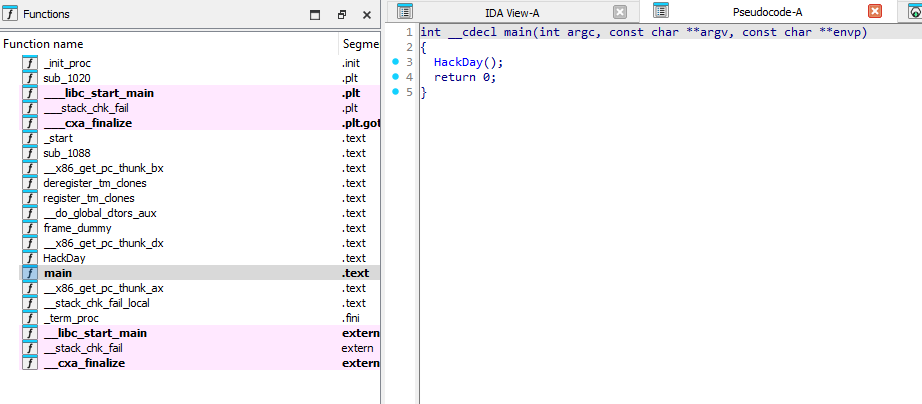 Functions
Function name Segme
_init_proc .init
sub_1020 .plt
___libc_start_main .plt
___stack_chk_fail .plt
___cxa_finalize .plt.got
_start .text
sub_1088 .text
__x86_get_pc_thunk_bx .text
deregister_tm_clones .text
register_tm_clones .text
__do_global_dtors_aux .text
frame_dummy .text
__x86_get_pc_thunk_dx .text
HackDay .text
main .text
__x86_get_pc_thunk_ax .text
__stack_chk_fail_local .text
_term_proc .fini
__libc_start_main extern
__stack_chk_fail extern
__cxa_finalize extern
IDA View-A Pseudocode-A
1 int __cdecl main(int argc, const char **argv, const char **envp)
2 {
3 HackDay();
4 return 0;
5 }